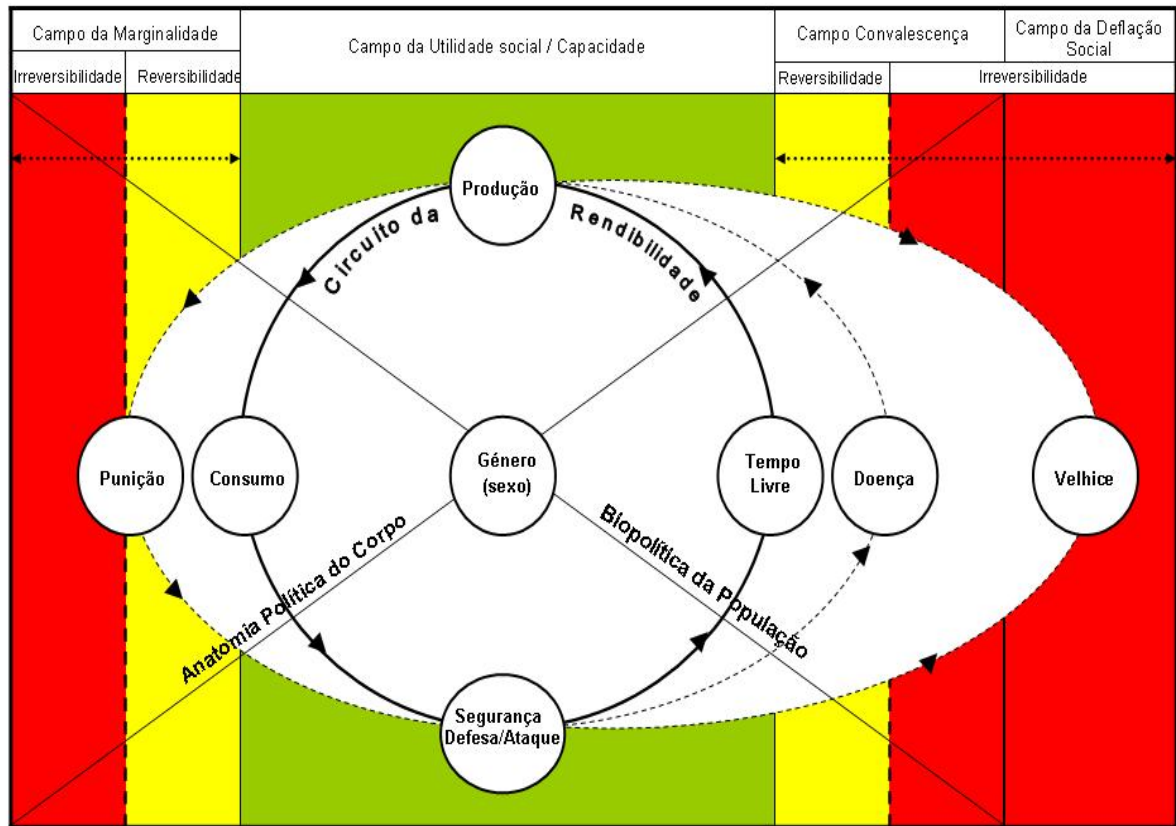 Campo da Marginalidade
Campo da Utilidade social / Capacidade
Campo Convalescença
Campo da Deflação
Social
Irreversibilidade
Reversibilidade
Reversibilidade
Irreversibilidade
Produção
Circuito da
Rendibilidade
Punição
Consumo
Género
(sexo)
Tempo
Livre
Doença
Velhice
Anatomia Política do Corpo
Biopolítica da População
Segurança
Defesa/Ataque